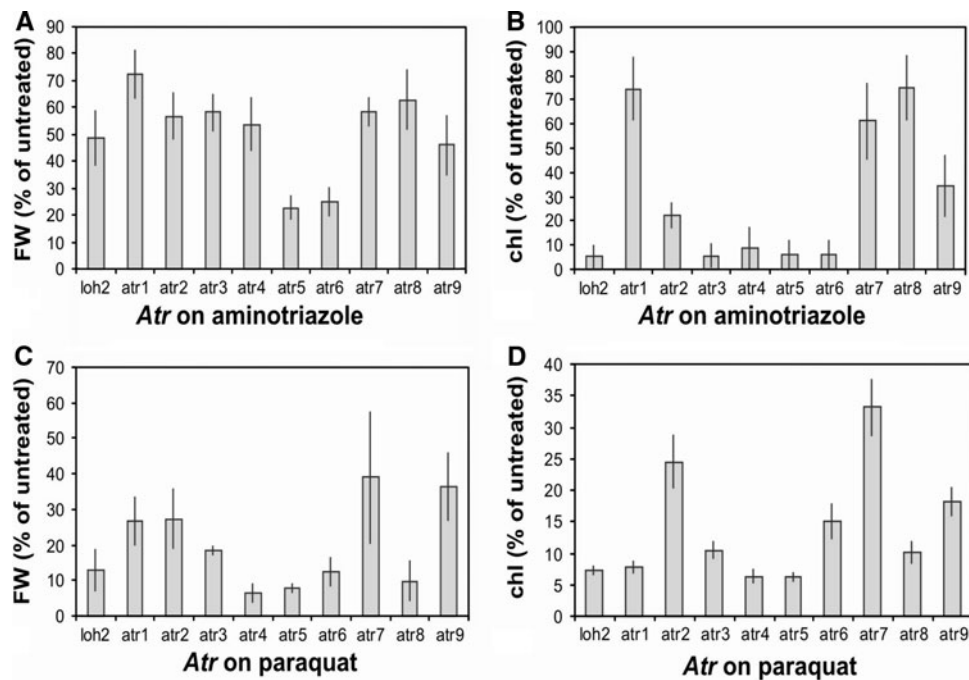 A
FW (% of untreated)
90
80
70
60
50
40
30
20
10
0
loh2 atr1 atr2 atr3 atr4 atr5 atr6 atr7 atr8 atr9
Atr on aminotriazole
B
chl (% of untreated)
100
90
80
70
60
50
40
30
20
10
0
loh2 atr1 atr2 atr3 atr4 atr5 atr6 atr7 atr8 atr9
Atr on aminotriazole
C
FW (% of untreated)
70
60
50
40
30
20
10
0
loh2 atr1 atr2 atr3 atr4 atr5 atr6 atr7 atr8 atr9
Atr on paraquat
D
chl (% of untreated)
40
35
30
25
20
15
10
5
0
loh2 atr1 atr2 atr3 atr4 atr5 atr6 atr7 atr8 atr9
Atr on paraquat